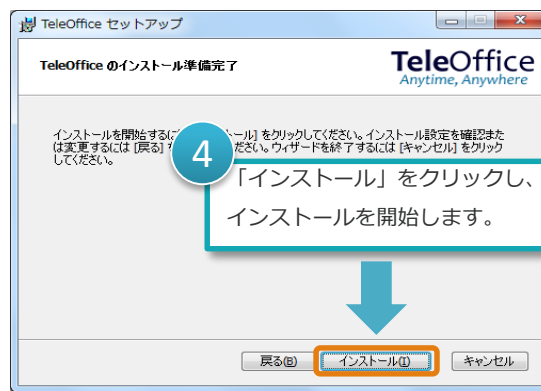 TeleOffice セットアップ
TeleOffice のインストール準備完了
TeleOffice
Anytime, Anywhere
インストールを開始するに ール] をクリックしてください。インストール設定を確認また
は変更するには [戻る] ださい。ウィザードを終了するには [キャンセル] をクリック
してください。
4
「インストール」をクリックし、
インストールを開始します。
戻る(B)
インストール(I)
キャンセル